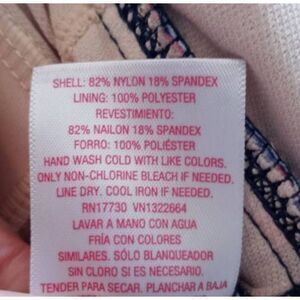 SHELL: 82% NYLON 18% SPANDEX
LINING: 100% POLYESTER
REVESTIMIENTO:
82% NAILON 18% SPANDEX
FORRO: 100% POLIÉSTER
HAND WASH COLD WITH LIKE COLORS.
ONLY NON-CHLORINE BLEACH IF NEEDED.
LINE DRY. COOL IRON IF NEEDED.
RN17730 VN1322664
LAVAR A MANO CON AGUA
FRÍA CON COLORES
SIMILARES. SÓLO BLANQUEADOR
SIN CLORO SI ES NECESARIO.
TENDER PARA SECAR. PLANCHAR A BAJA